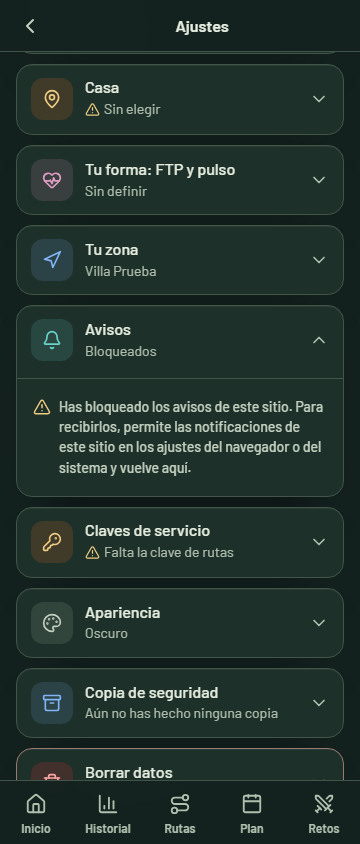 Ajustes
Casa
Sin elegir
Tu forma: FTP y pulso
Sin definir
Tu zona
Villa Prueba
Avisos
Bloqueados
Has bloqueado los avisos de este sitio. Para
recibirlos, permite las notificaciones de
este sitio en los ajustes del navegador o del
sistema y vuelve aquí.
Claves de servicio
Falta la clave de rutas
Apariencia
Oscuro
Copia de seguridad
Aún no has hecho ninguna copia
Borrar datos
Inicio
Historial
Rutas
Plan
Retos